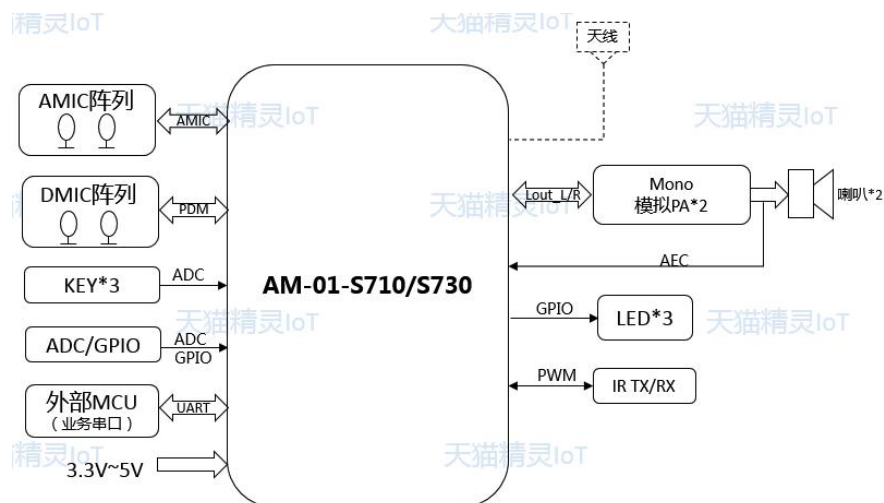 天猫精灵IoT
天猫精灵IoT
天线
AMIC阵列
AMIC
天猫精灵IoT
天猫精灵IoT
DMIC阵列
PDM
Lout_L/R
Mono
模拟PA*2
喇叭*2
天猫精灵IoT
KEY*3
ADC
AM-01-S710/S730
AEC
ADC/GPIO
ADC
GPIO
天猫精灵IoT
GPIO
LED*3
天猫精灵IoT
外部MCU
(业务串口)
UART
PWM
IR TX/RX
3.3V~5V
猫精灵IoT
天猫精灵IoT